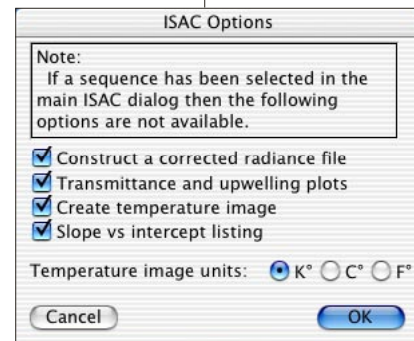 ISAC Options
Note:
If a sequence has been selected in the
main ISAC dialog then the following
options are not available.
Construct a corrected radiance file
Transmittance and upwelling plots
Create temperature image
Slope vs intercept listing
Temperature image units: K° C° F°
Cancel OK